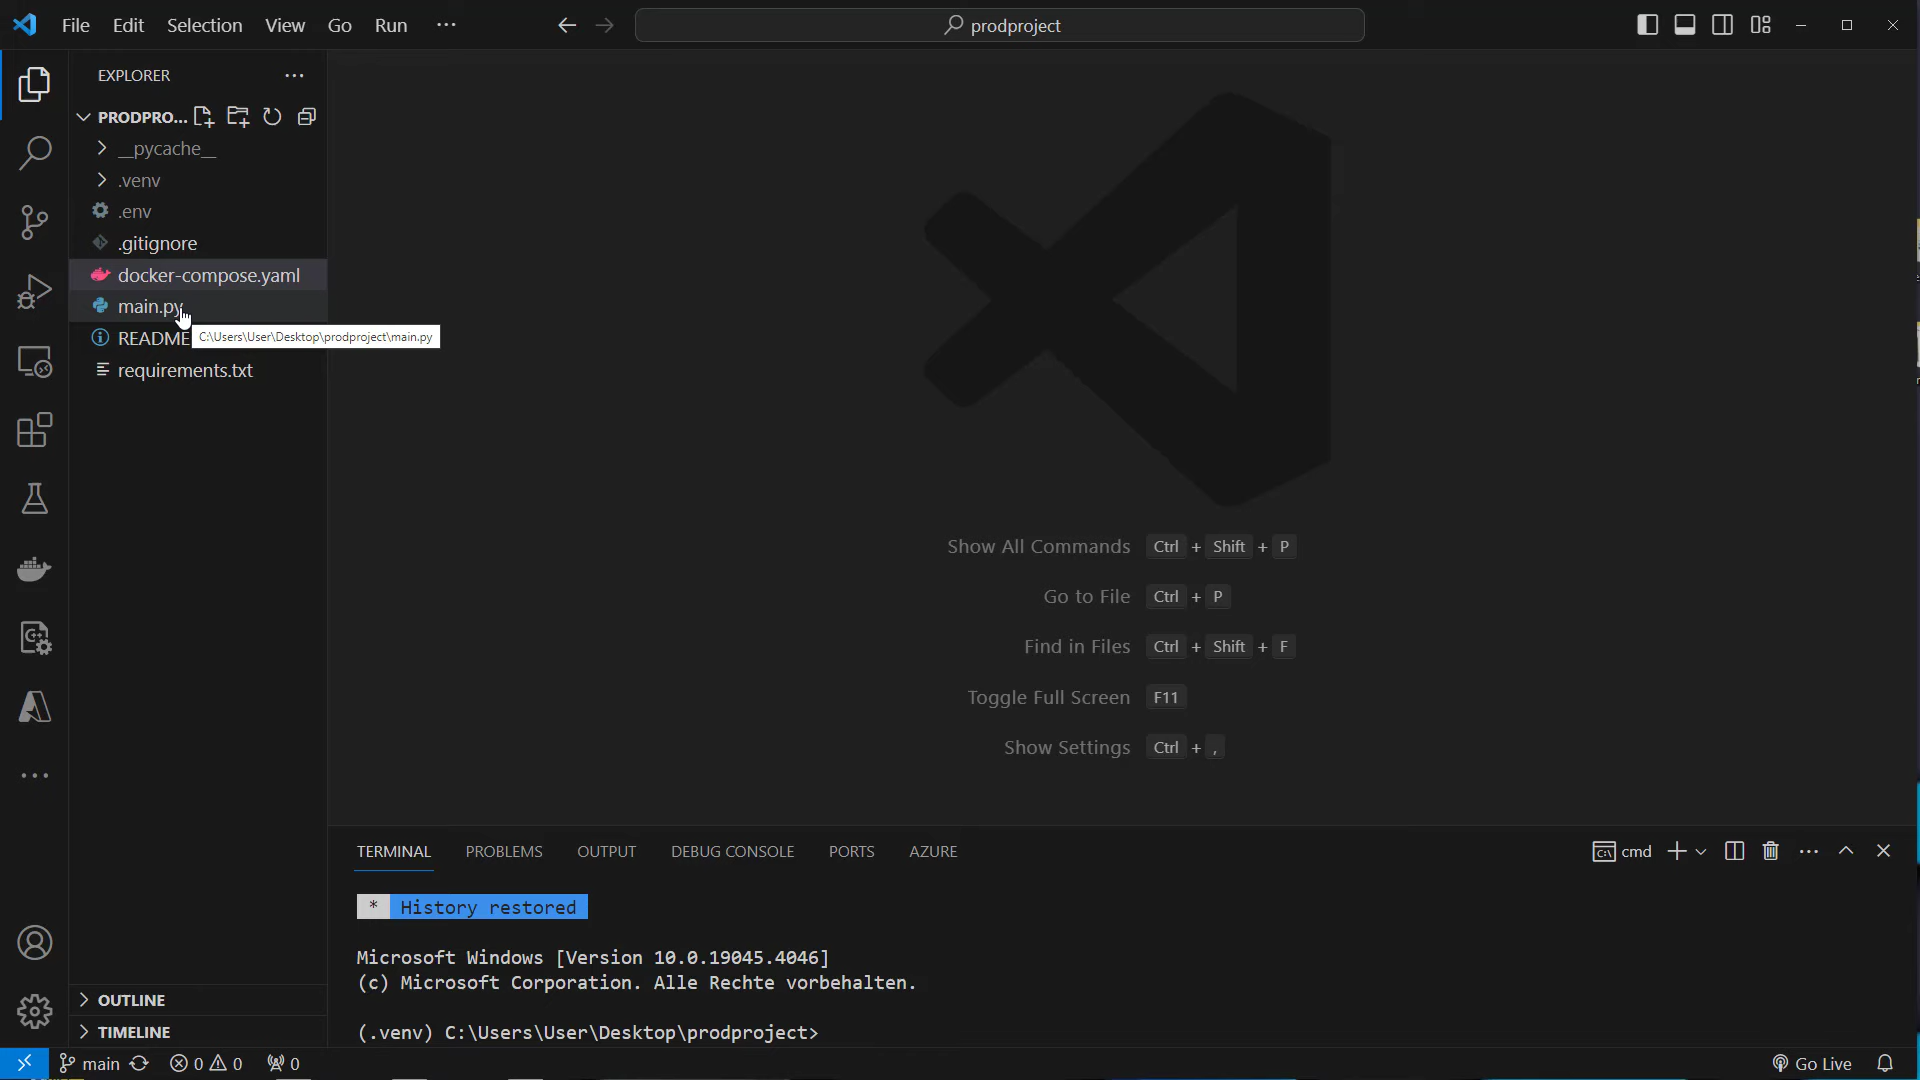 File Edit Selection View Go Run ··· prodproject
EXPLORER ···
PRODPRO...
__pycache__
.venv
.env
.gitignore
docker-compose.yaml
main.py
README
C:\Users\User\Desktop\prodproject\main.py
requirements.txt
Show All Commands Ctrl + Shift + P
Go to File Ctrl + P
Find in Files Ctrl + Shift + F
Toggle Full Screen F11
Show Settings Ctrl + ,
TERMINAL PROBLEMS OUTPUT DEBUG CONSOLE PORTS AZURE cmd
* History restored
Microsoft Windows [Version 10.0.19045.4046]
(c) Microsoft Corporation. Alle Rechte vorbehalten.
(.venv) C:\Users\User\Desktop\prodproject>
OUTLINE
TIMELINE
main 0 0 0 Go Live